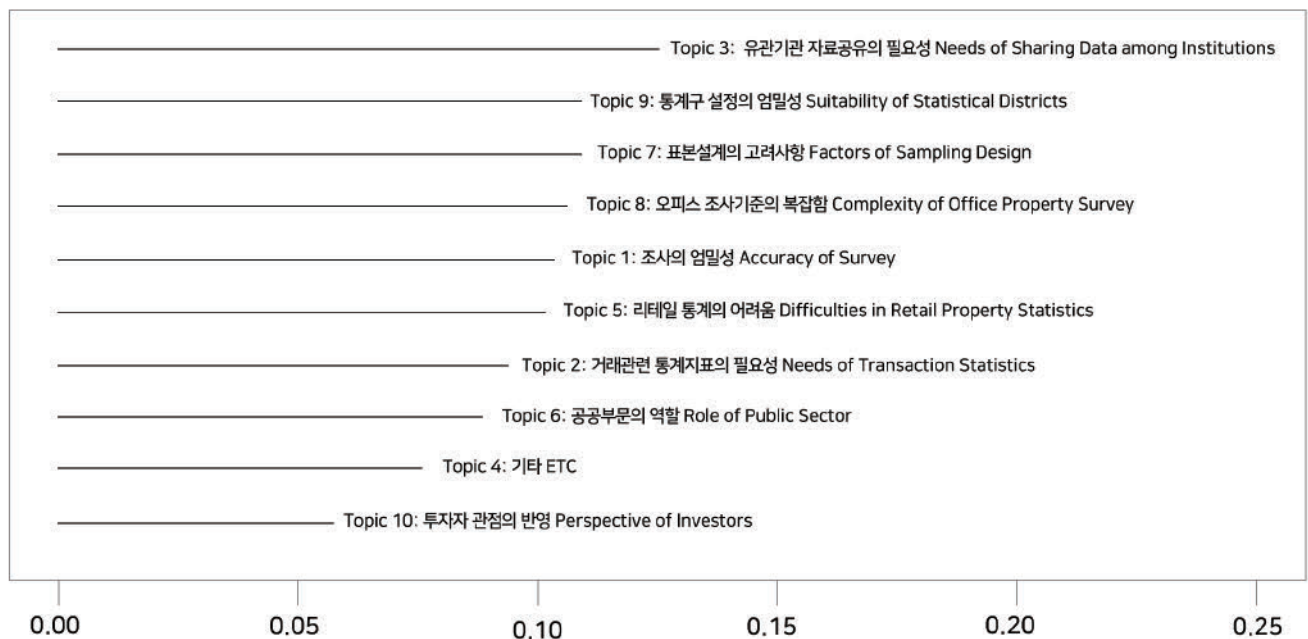 Topic 3: 유관기관 자료공유의 필요성 Needs of Sharing Data among Institutions
Topic 9: 통계구 설정의 엄밀성 Suitability of Statistical Districts
Topic 7: 표본설계의 고려사항 Factors of Sampling Design
Topic 8: 오피스 조사기준의 복잡함 Complexity of Office Property Survey
Topic 1: 조사의 엄밀성 Accuracy of Survey
Topic 5: 리테일 통계의 어려움 Difficulties in Retail Property Statistics
Topic 2: 거래관련 통계지표의 필요성 Needs of Transaction Statistics
Topic 6: 공공부문의 역할 Role of Public Sector
Topic 4: 기타 ETC
Topic 10: 투자자 관점의 반영 Perspective of Investors
0.00 0.05 0.10 0.15 0.20 0.25